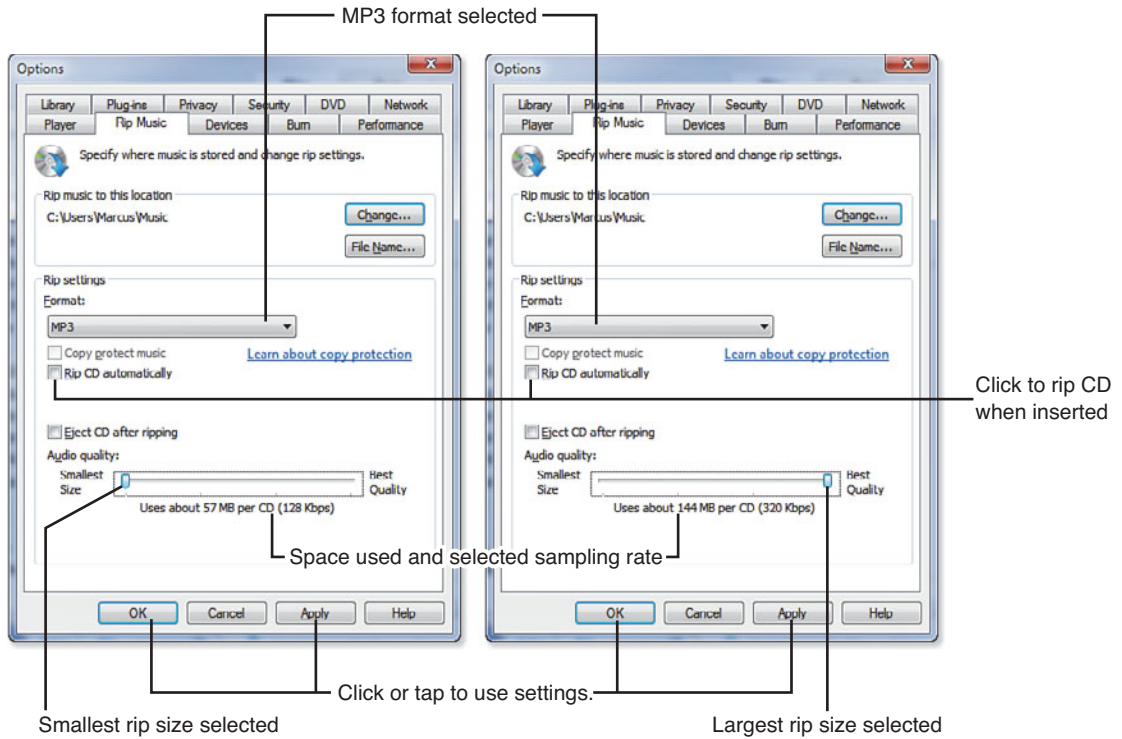 MP3 format selected
Options
Library Plug-ins Privacy Security DVD Network
Player Rip Music Devices Burn Performance
Specify where music is stored and change rip settings.
Rip music to this location
C:\Users\Marcus\Music
Change...
File Name...
Rip settings
Format:
MP3
Copy protect music
Learn about copy protection
Rip CD automatically
Eject CD after ripping
Audio quality:
Smallest
Size
Best
Quality
Uses about 57 MB per CD (128 Kbps)
OK Cancel Apply Help
Options
Library Plug-ins Privacy Security DVD Network
Player Rip Music Devices Burn Performance
Specify where music is stored and change rip settings.
Rip music to this location
C:\Users\Marcus\Music
Change...
File Name...
Rip settings
Format:
MP3
Copy protect music
Learn about copy protection
Rip CD automatically
Eject CD after ripping
Audio quality:
Smallest
Size
Best
Quality
Uses about 144 MB per CD (320 Kbps)
OK Cancel Apply Help
Click to rip CD
when inserted
Space used and selected sampling rate
Click or tap to use settings.
Smallest rip size selected
Largest rip size selected